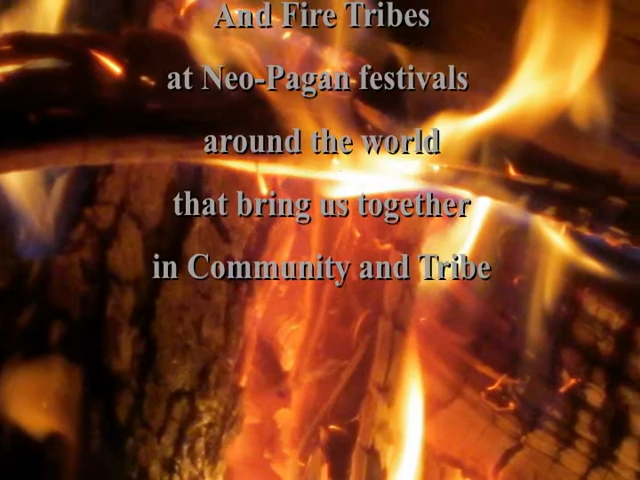 And Fire Tribes
at Neo-Pagan festivals
around the world
that bring us together
in Community and Tribe